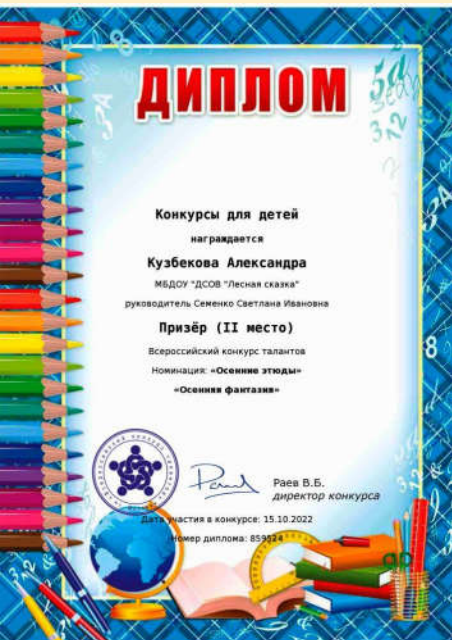 ДИПЛОМ
Конкурсы для детей
награждается
Кузбекова Александра
МБДОУ "ДСОВ "Лесная сказка"
руководитель Семенко Светлана Ивановна
Призёр (II место)
Всероссийский конкурс талантов
Номинация: «Осенние этюды»
«Осенняя фантазия»
Раев В.Б.
директор конкурса
Дата участия в конкурсе: 15.10.2022
Номер диплома: